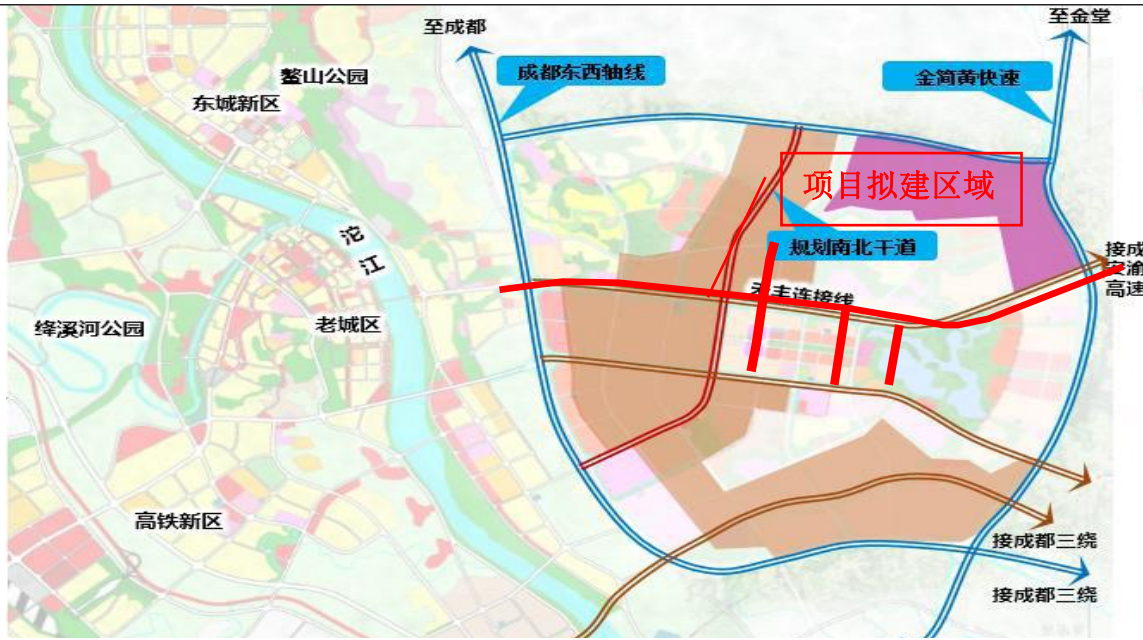 至成都
至金堂
鳌山公园
成都东西轴线
金简黄快速
东城新区
项目拟建区域
沱江
规划南北干道
接成
安渝
高速
禾丰连接线
绛溪河公园
老城区
高铁新区
接成都三绕
接成都三绕